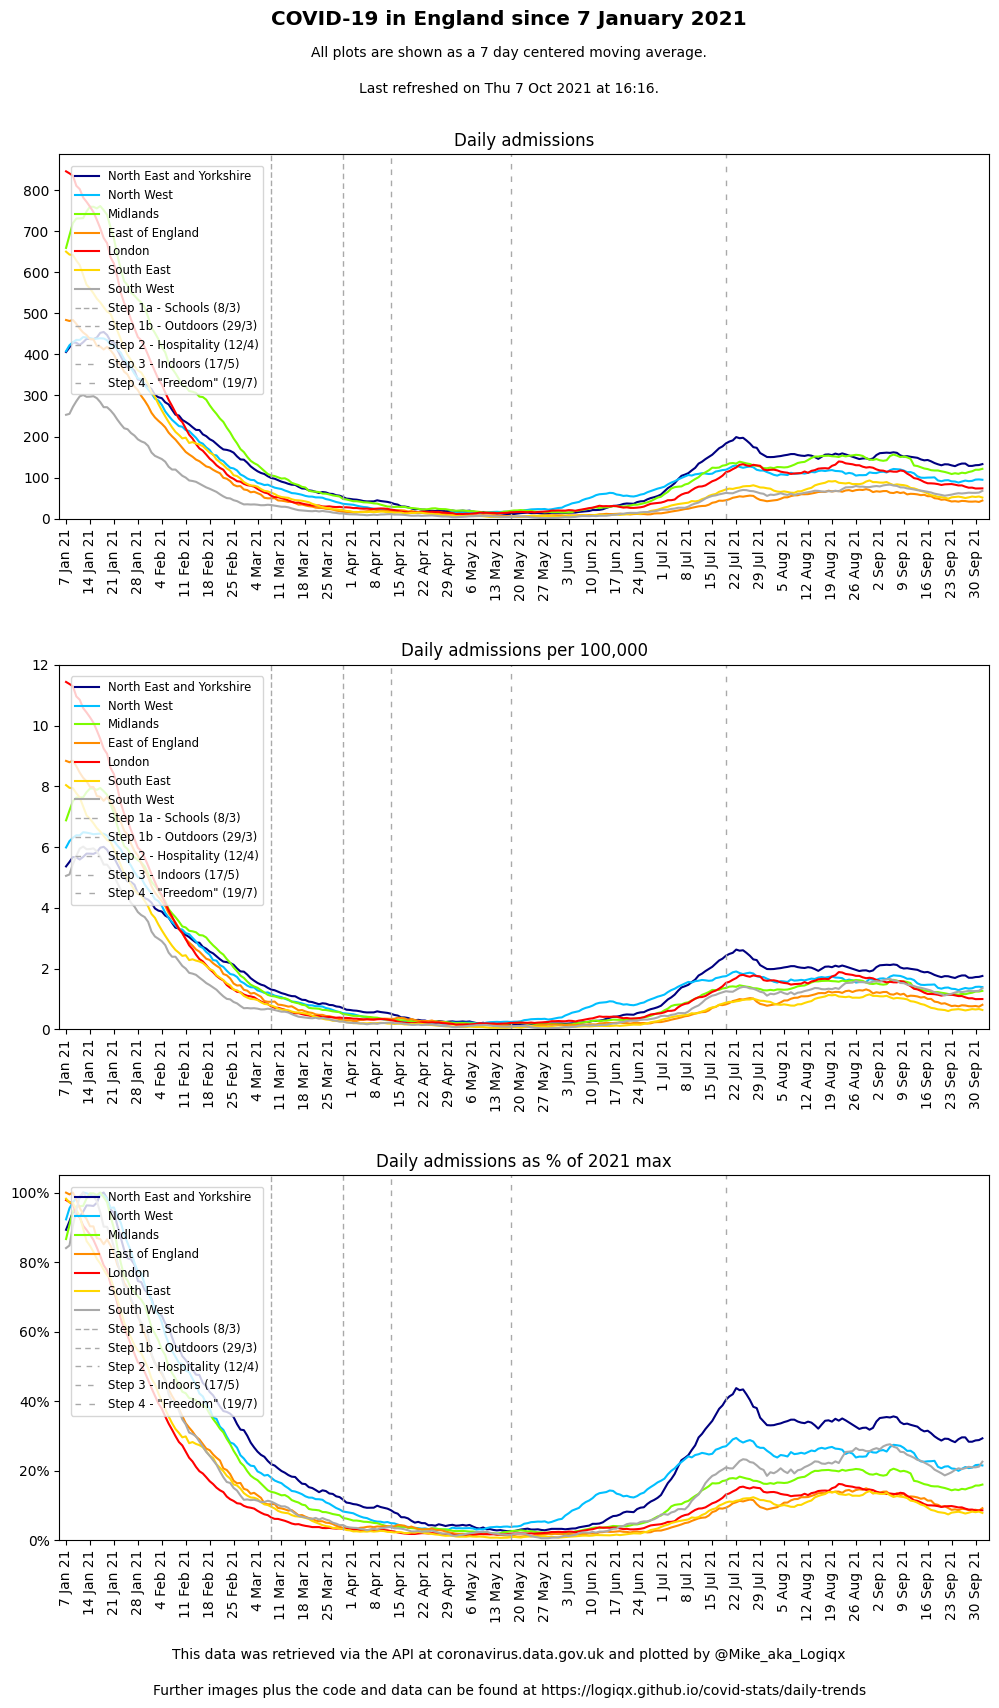 COVID-19 in England since 7 January 2021
All plots are shown as a 7 day centered moving average.
Last refreshed on Thu 7 Oct 2021 at 16:16.
Daily admissions
800
700
600
500
400
300
200
100
0
North East and Yorkshire
North West
Midlands
East of England
London
South East
South West
Step 1a - Schools (8/3)
Step 1b - Outdoors (29/3)
Step 2 - Hospitality (12/4)
Step 3 - Indoors (17/5)
Step 4 - "Freedom" (19/7)
7 Jan 21
14 Jan 21
21 Jan 21
28 Jan 21
4 Feb 21
11 Feb 21
18 Feb 21
25 Feb 21
4 Mar 21
11 Mar 21
18 Mar 21
25 Mar 21
1 Apr 21
8 Apr 21
15 Apr 21
22 Apr 21
29 Apr 21
6 May 21
13 May 21
20 May 21
27 May 21
3 Jun 21
10 Jun 21
17 Jun 21
24 Jun 21
1 Jul 21
8 Jul 21
15 Jul 21
22 Jul 21
29 Jul 21
5 Aug 21
12 Aug 21
19 Aug 21
26 Aug 21
2 Sep 21
9 Sep 21
16 Sep 21
23 Sep 21
30 Sep 21
Daily admissions per 100,000
12
10
8
6
4
2
0
North East and Yorkshire
North West
Midlands
East of England
London
South East
South West
Step 1a - Schools (8/3)
Step 1b - Outdoors (29/3)
Step 2 - Hospitality (12/4)
Step 3 - Indoors (17/5)
Step 4 - "Freedom" (19/7)
7 Jan 21
14 Jan 21
21 Jan 21
28 Jan 21
4 Feb 21
11 Feb 21
18 Feb 21
25 Feb 21
4 Mar 21
11 Mar 21
18 Mar 21
25 Mar 21
1 Apr 21
8 Apr 21
15 Apr 21
22 Apr 21
29 Apr 21
6 May 21
13 May 21
20 May 21
27 May 21
3 Jun 21
10 Jun 21
17 Jun 21
24 Jun 21
1 Jul 21
8 Jul 21
15 Jul 21
22 Jul 21
29 Jul 21
5 Aug 21
12 Aug 21
19 Aug 21
26 Aug 21
2 Sep 21
9 Sep 21
16 Sep 21
23 Sep 21
30 Sep 21
Daily admissions as % of 2021 max
100%
80%
60%
40%
20%
0%
North East and Yorkshire
North West
Midlands
East of England
London
South East
South West
Step 1a - Schools (8/3)
Step 1b - Outdoors (29/3)
Step 2 - Hospitality (12/4)
Step 3 - Indoors (17/5)
Step 4 - "Freedom" (19/7)
7 Jan 21
14 Jan 21
21 Jan 21
28 Jan 21
4 Feb 21
11 Feb 21
18 Feb 21
25 Feb 21
4 Mar 21
11 Mar 21
18 Mar 21
25 Mar 21
1 Apr 21
8 Apr 21
15 Apr 21
22 Apr 21
29 Apr 21
6 May 21
13 May 21
20 May 21
27 May 21
3 Jun 21
10 Jun 21
17 Jun 21
24 Jun 21
1 Jul 21
8 Jul 21
15 Jul 21
22 Jul 21
29 Jul 21
5 Aug 21
12 Aug 21
19 Aug 21
26 Aug 21
2 Sep 21
9 Sep 21
16 Sep 21
23 Sep 21
30 Sep 21
This data was retrieved via the API at coronavirus.data.gov.uk and plotted by @Mike_aka_Logiqx
Further images plus the code and data can be found at https://logiqx.github.io/covid-stats/daily-trends